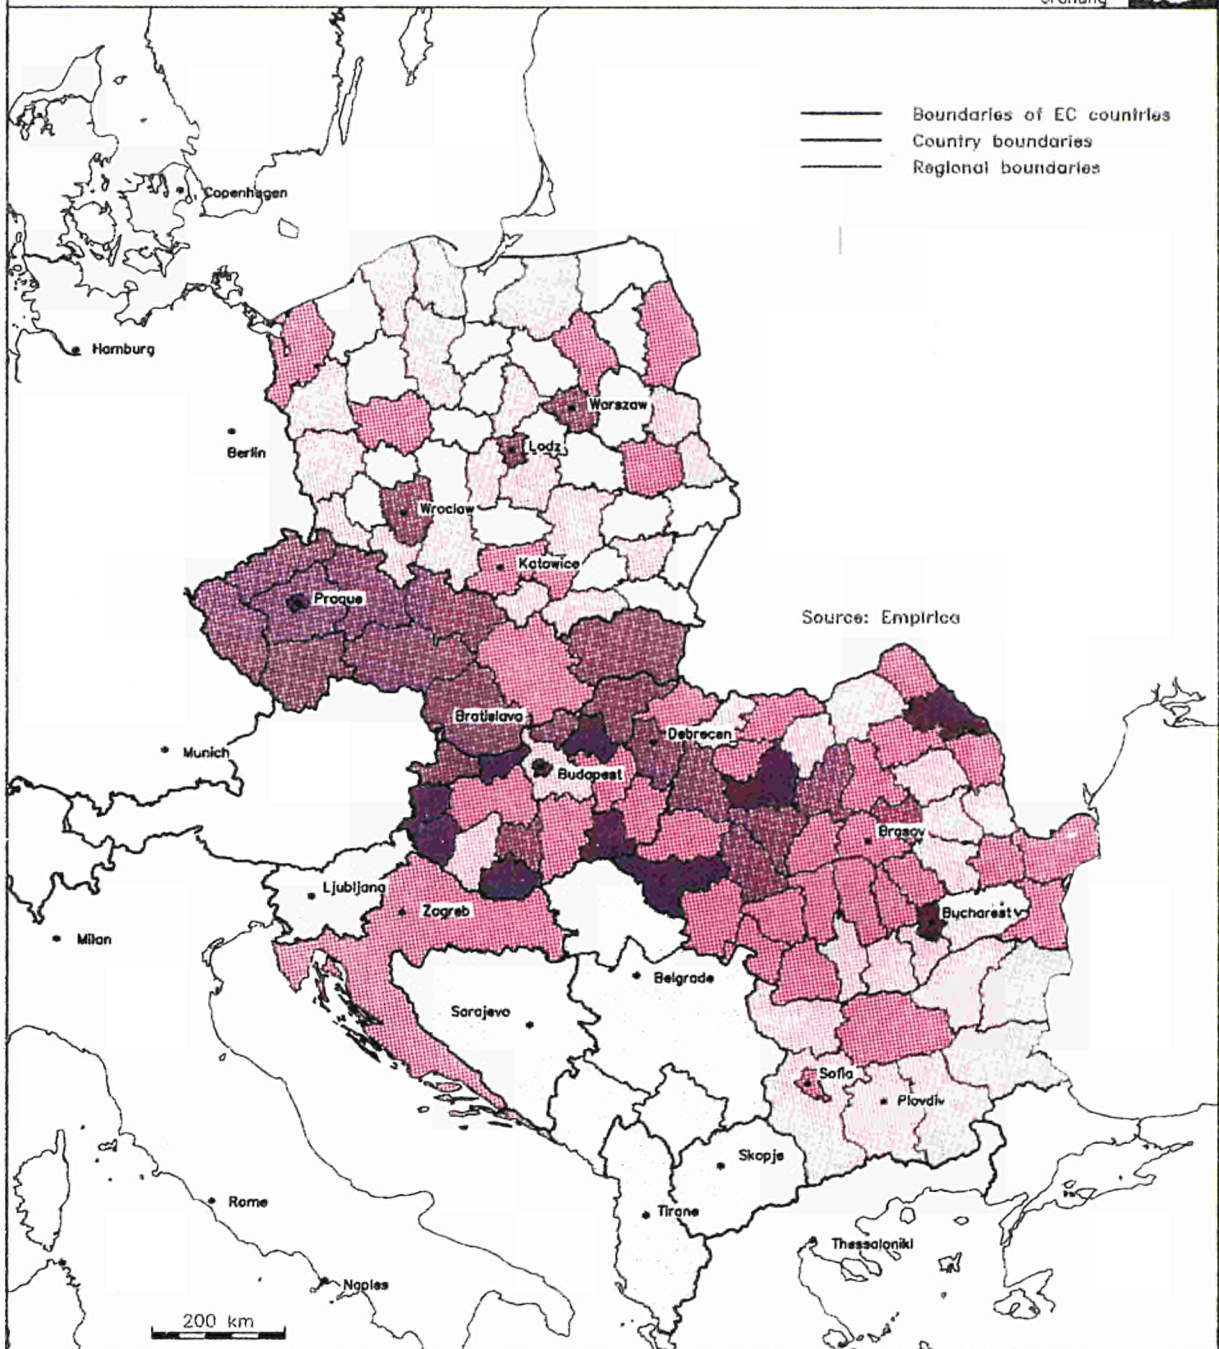 Boundaries of EC countries
Country boundaries
Regional boundaries
Copenhagen
Hamburg
Warszaw
Berlin
Lodz
Wroclaw
Katowice
Prague
Source: Empirica
Bratislava
Debrecen
Munich
Budapest
Brasov
Ljubljana
Zagreb
Bucharest
Milan
Belgrade
Sarajevo
Sofia
Plovdiv
Skopje
Rome
Tirane
Thessaloniki
Naples
200 km